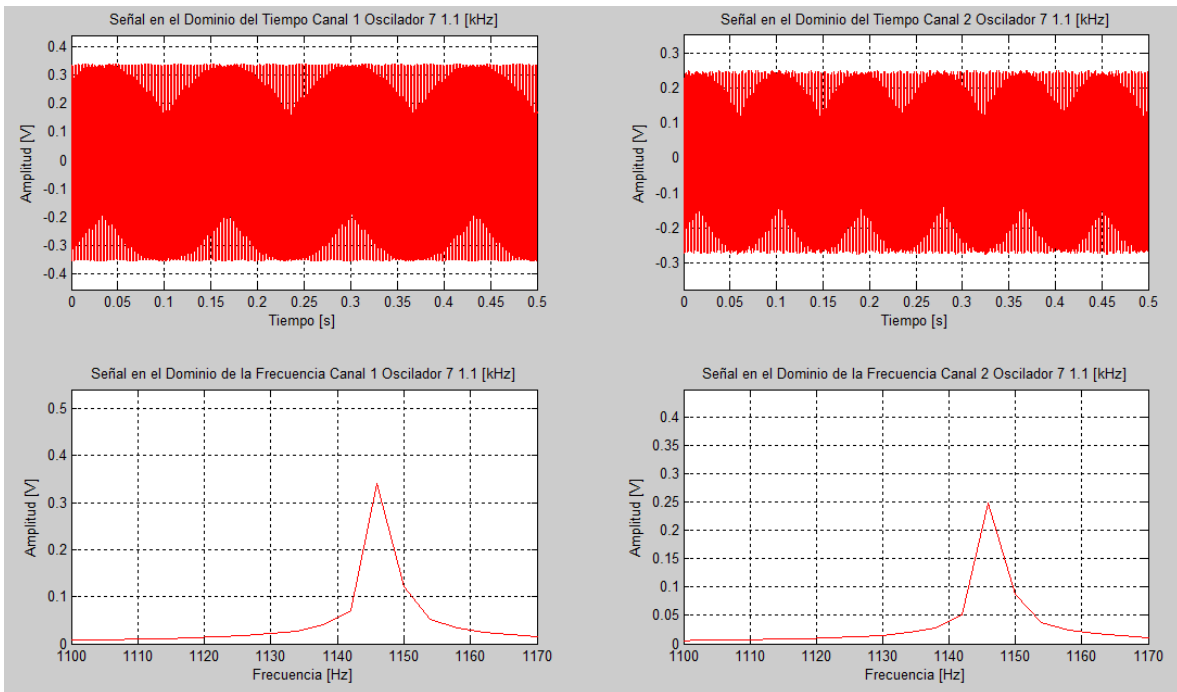 Señal en el Dominio del Tiempo Canal 1 Oscilador 7 1.1 [kHz]
Amplitud [V]
0.4
0.3
0.2
0.1
0
-0.1
-0.2
-0.3
-0.4
0 0.05 0.1 0.15 0.2 0.25 0.3 0.35 0.4 0.45 0.5
Tiempo [s]
Señal en el Dominio del Tiempo Canal 2 Oscilador 7 1.1 [kHz]
Amplitud [V]
0.3
0.2
0.1
0
-0.1
-0.2
-0.3
0 0.05 0.1 0.15 0.2 0.25 0.3 0.35 0.4 0.45 0.5
Tiempo [s]
Señal en el Dominio de la Frecuencia Canal 1 Oscilador 7 1.1 [kHz]
Amplitud [V]
0.5
0.4
0.3
0.2
0.1
0
1100 1110 1120 1130 1140 1150 1160 1170
Frecuencia [Hz]
Señal en el Dominio de la Frecuencia Canal 2 Oscilador 7 1.1 [kHz]
Amplitud [V]
0.4
0.35
0.3
0.25
0.2
0.15
0.1
0.05
0
1100 1110 1120 1130 1140 1150 1160 1170
Frecuencia [Hz]